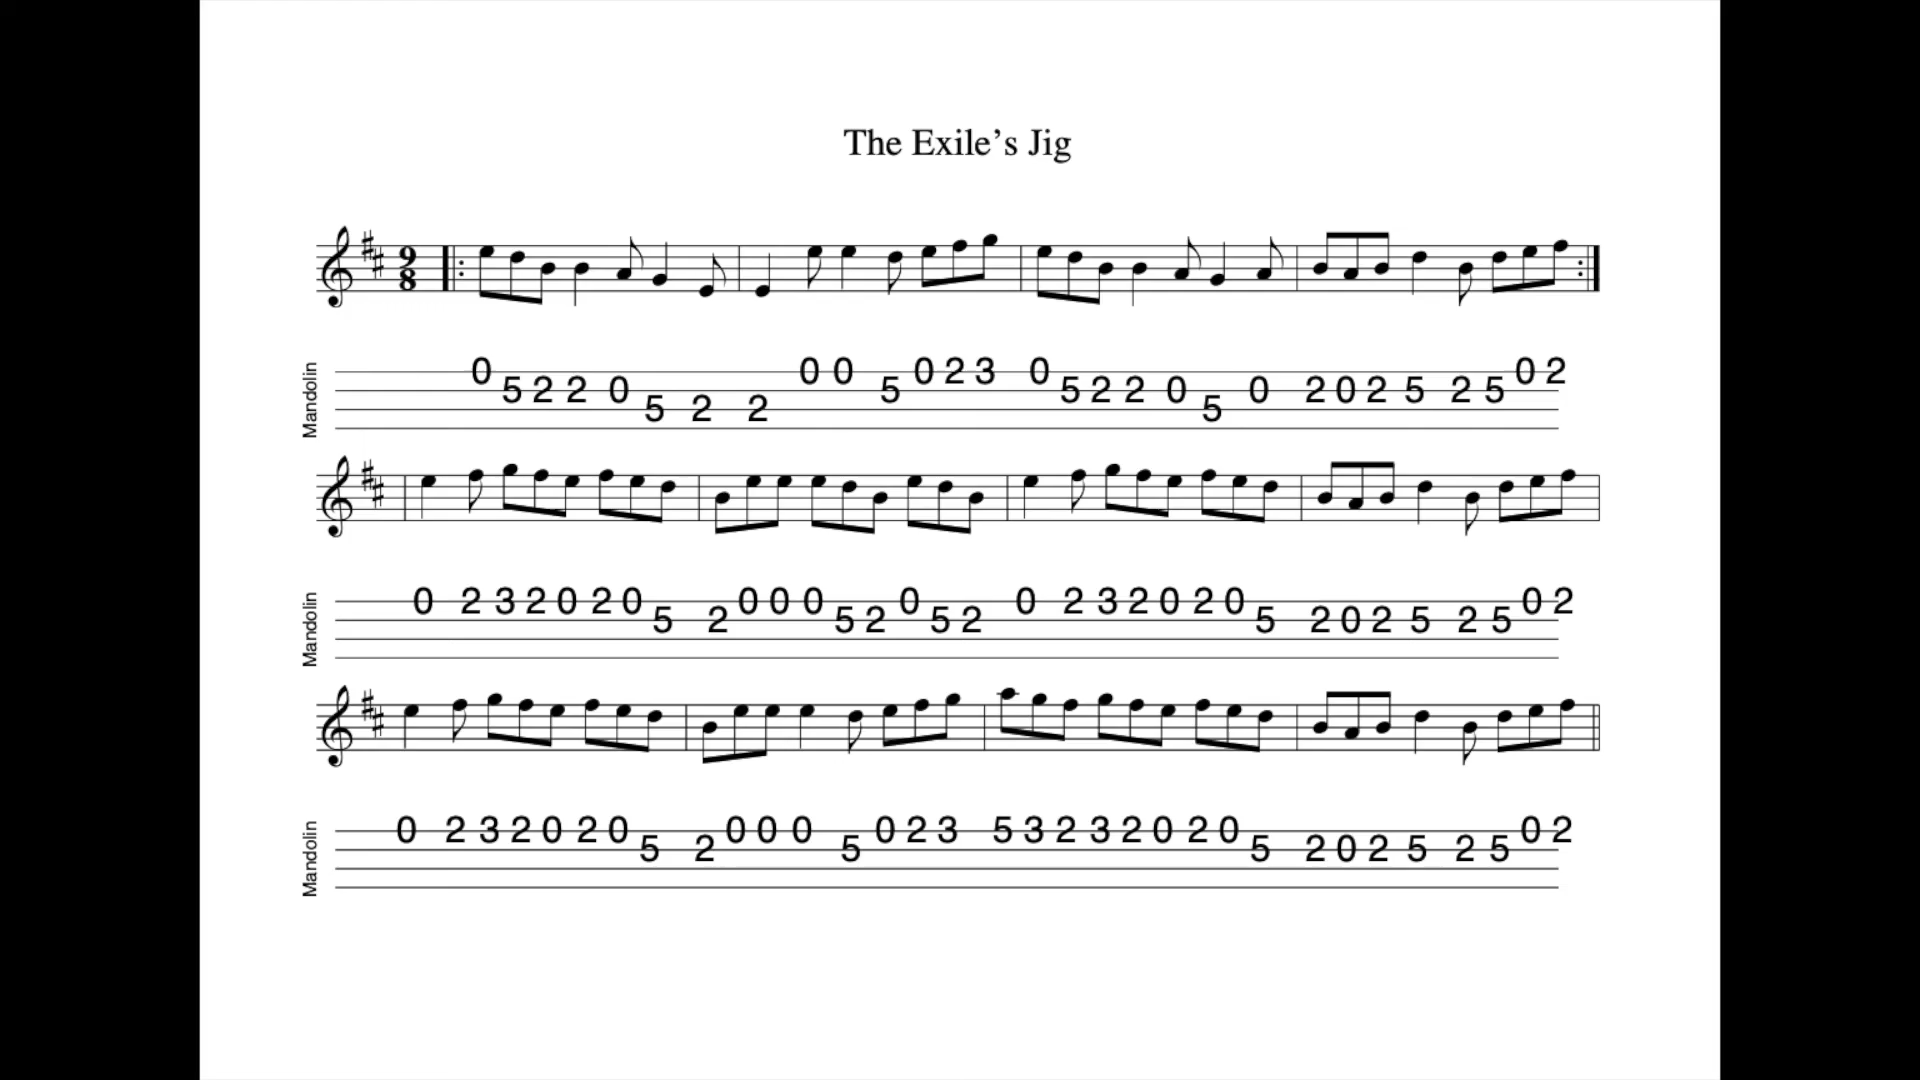 The Exile’s Jig
9
8
Mandolin
0 5 2 2 0 5 2 2 0 0 5 0 2 3 0 5 2 2 0 5 0 2 0 2 5 2 5 0 2
Mandolin
0 2 3 2 0 2 0 5 2 0 0 0 5 2 0 5 2 0 2 3 2 0 2 0 5 2 0 2 5 2 5 0 2
Mandolin
0 2 3 2 0 2 0 5 2 0 0 0 5 0 2 3 5 3 2 3 2 0 2 0 5 2 0 2 5 2 5 0 2